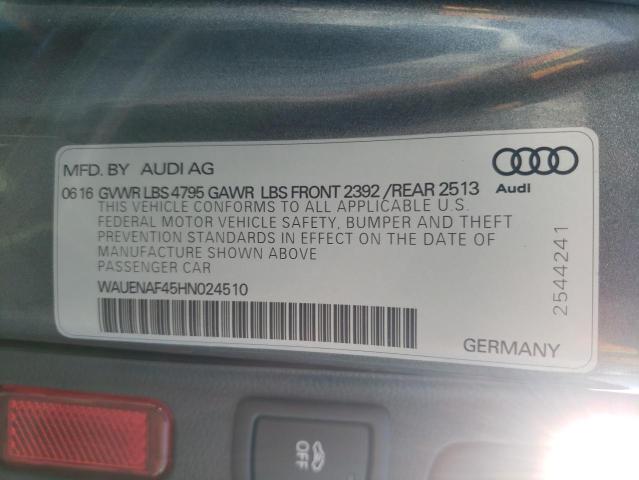 MFD. BY AUDI AG
0616 GVWR LBS 4795 GAWR LBS FRONT 2392 /REAR 2513
THIS VEHICLE CONFORMS TO ALL APPLICABLE U.S.
FEDERAL MOTOR VEHICLE SAFETY, BUMPER AND THEFT
PREVENTION STANDARDS IN EFFECT ON THE DATE OF
MANUFACTURE SHOWN ABOVE
PASSENGER CAR
WAUENAF45HN024510
GERMANY
Audi
2544241
OFF